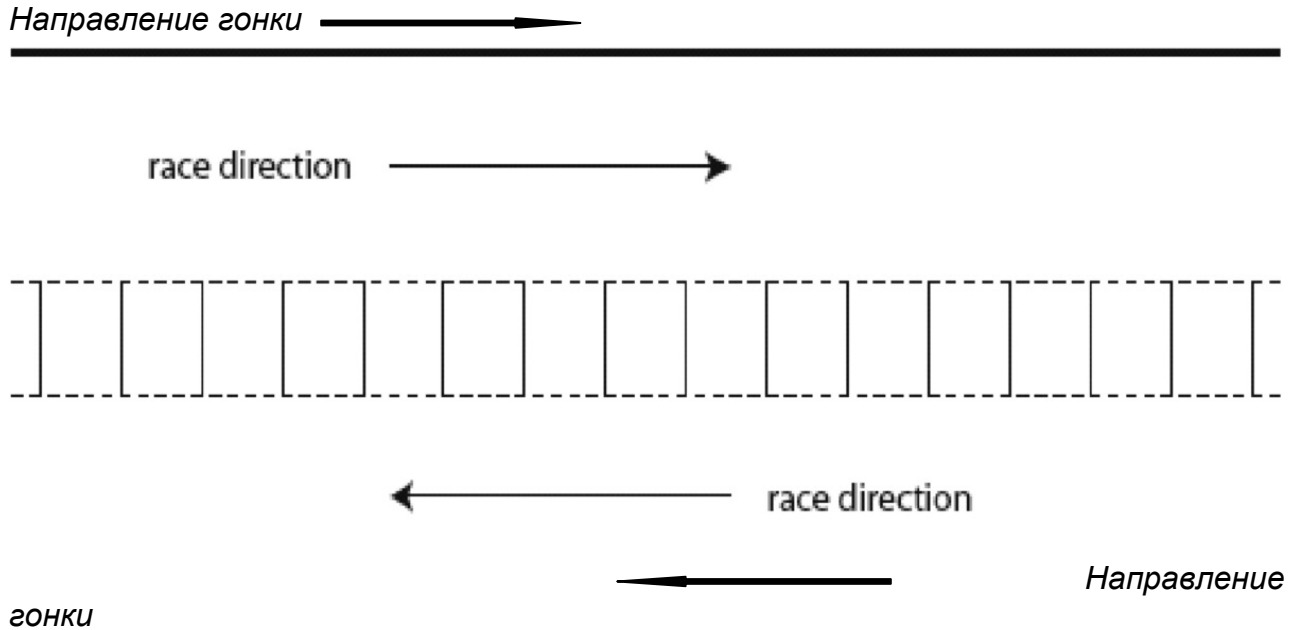 Направление гонки
race direction
race direction
Направление
гонки